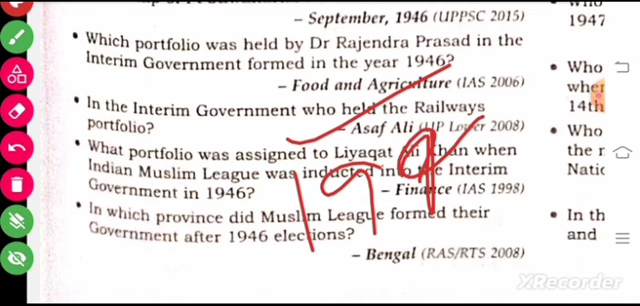 – September, 1946 (UPPSC 2015)
• Which portfolio was held by Dr Rajendra Prasad in the
Interim Government formed in the year 1946?
– Food and Agriculture (IAS 2006)
• In the Interim Government who held the Railways
portfolio?
– Asaf Ali (UP Lower 2008)
• What portfolio was assigned to Liyaqat Ali Khan when
Indian Muslim League was inducted into the Interim
Government in 1946?
– Finance (IAS 1998)
• In which province did Muslim League formed their
Government after 1946 elections?
– Bengal (RAS/RTS 2008)
1947
• Who
14th
• Who
• In th
and
XRecorder